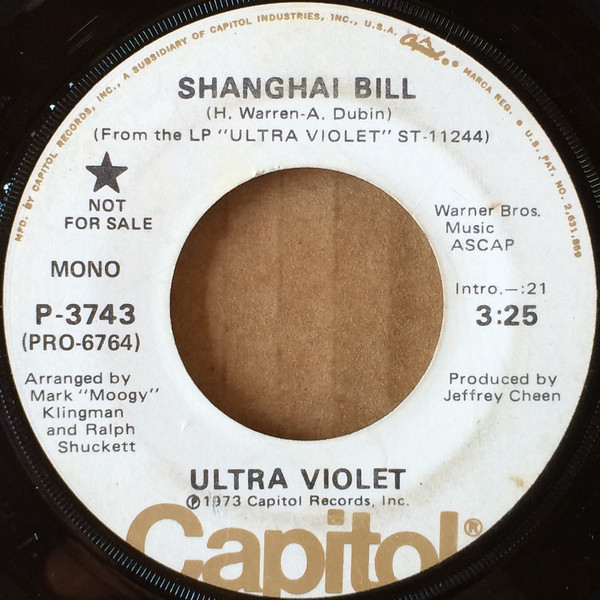 MFD. BY CAPITOL RECORDS, INC., A SUBSIDIARY OF CAPITOL INDUSTRIES, INC., U.S.A. Capitol® MARCA REG. • U.S. PAT. NO. 2,631,859
SHANGHAI BILL
(H. Warren-A. Dubin)
(From the LP "ULTRA VIOLET" ST-11244)
NOT
FOR SALE
MONO
P-3743
(PRO-6764)
Arranged by
Mark "Moogy"
Klingman
and Ralph
Shuckett
Warner Bros.
Music
ASCAP
Intro.—:21
3:25
Produced by
Jeffrey Cheen
ULTRA VIOLET
Ⓟ1973 Capitol Records, Inc.
Capitol®